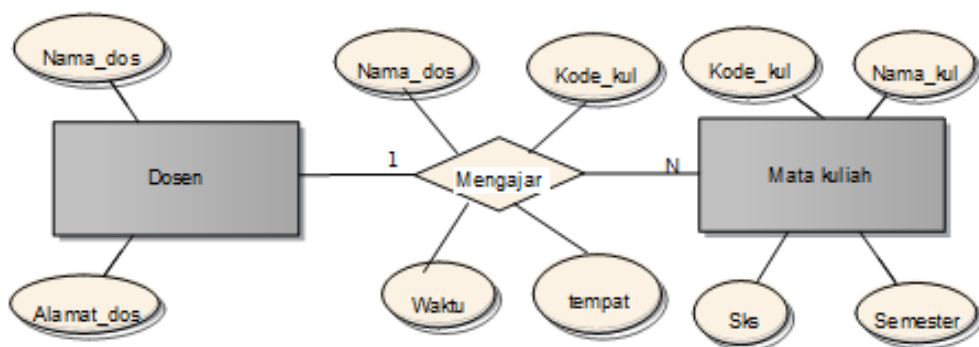 Nama_dos
Nama_dos
Kode_kul
Kode_kul
Nama_kul
Dosen
1
Mengajar
N
Mata kuliah
Alamat_dos
Waktu
tempat
Sks
Semester